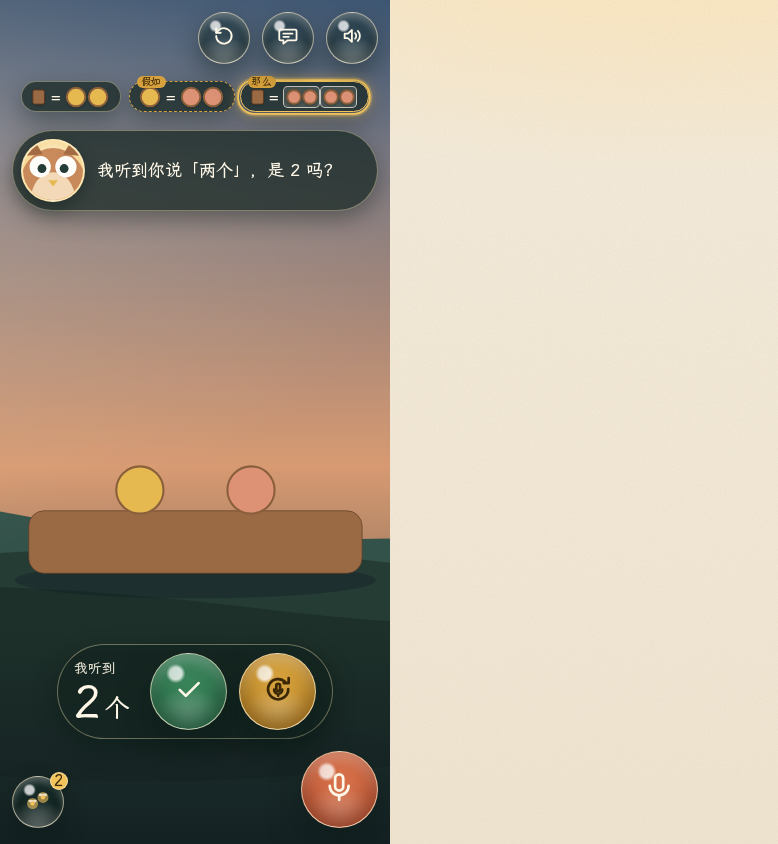 假如
那么
=
=
=
我听到你说「两个」，是 2 吗？
我听到
2 个
2